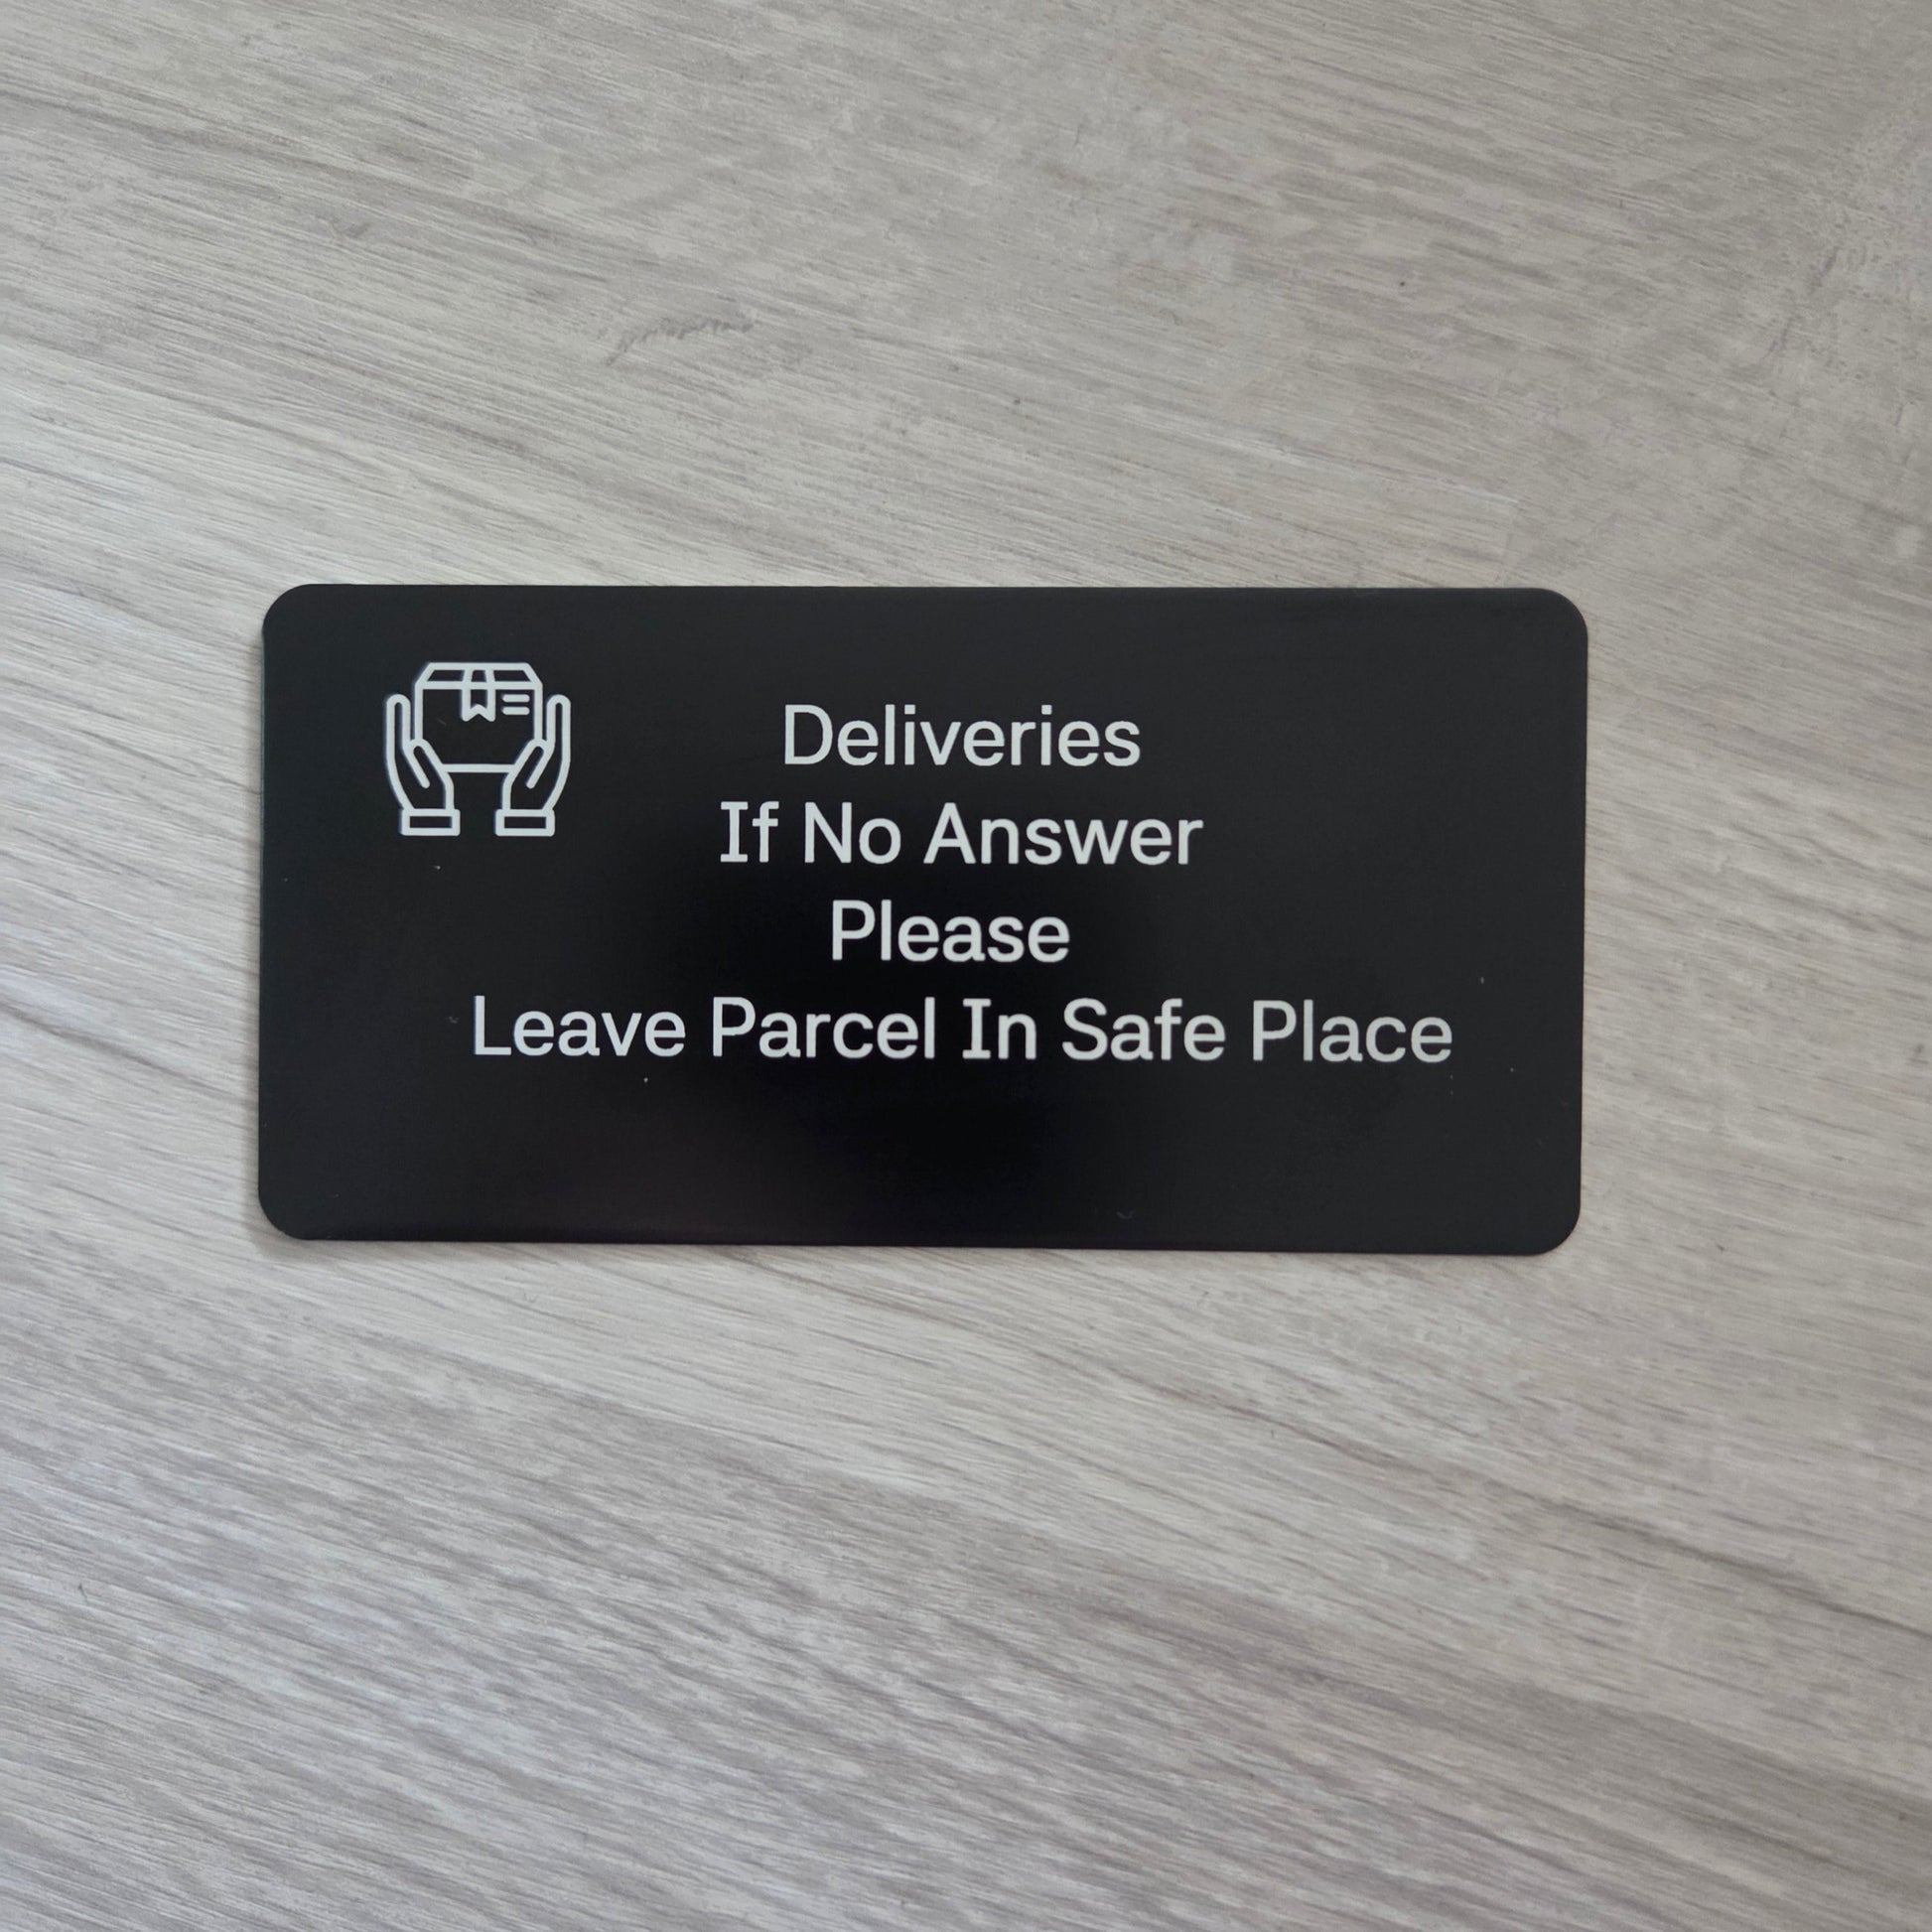 Deliveries
If No Answer
Please
Leave Parcel In Safe Place